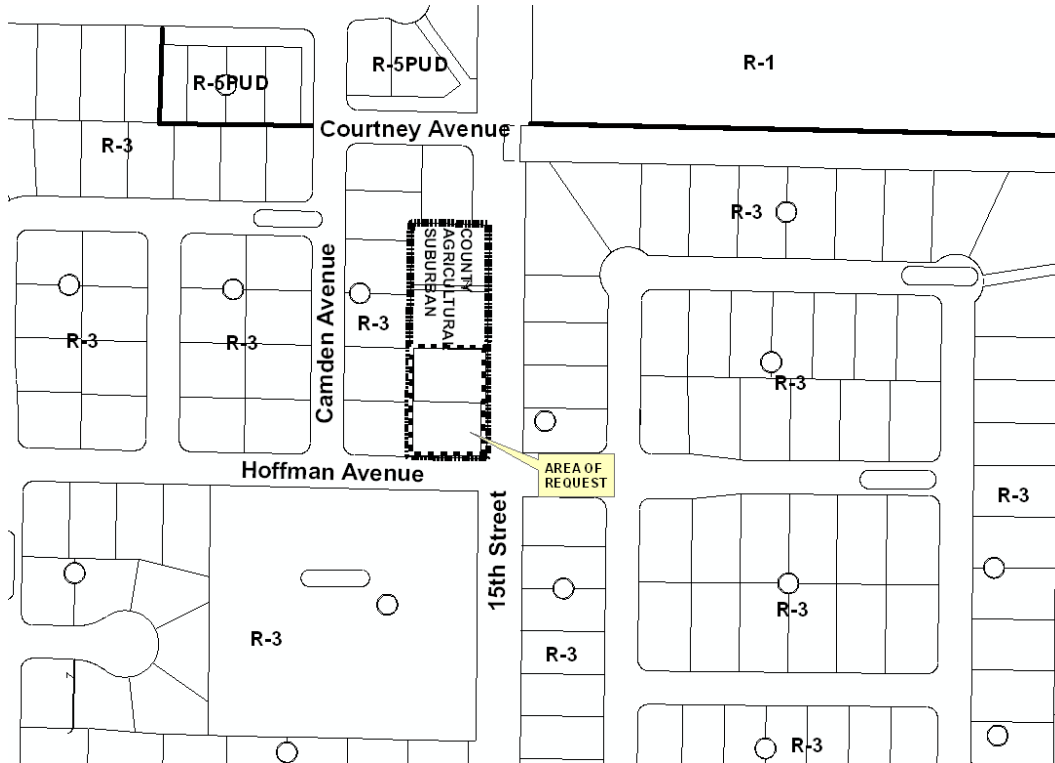 R-5PUD
R-5PUD
R-1
Courtney Avenue
R-3
R-3
COUNTY
AGRICULTURAL
SUBURBAN
Camden Avenue
R-3
R-3
R-3
R-3
AREA OF
REQUEST
Hoffman Avenue
R-3
15th Street
R-3
R-3
R-3
R-3
Z